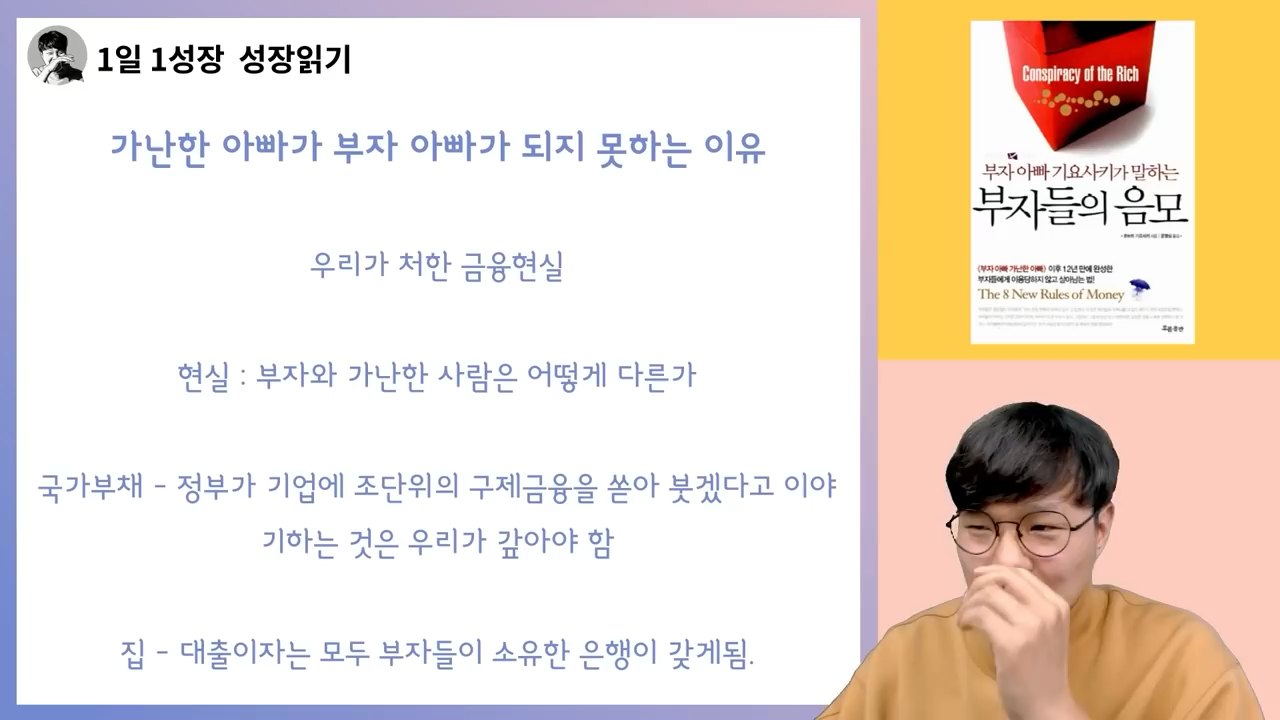 1일 1성장 성장읽기
가난한 아빠가 부자 아빠가 되지 못하는 이유
우리가 처한 금융현실
현실 : 부자와 가난한 사람은 어떻게 다른가
국가부채 - 정부가 기업에 조단위의 구제금융을 쏟아 붓겠다고 이야
기하는 것은 우리가 갚아야 함
집 - 대출이자는 모두 부자들이 소유한 은행이 갖게됨.
Conspiracy of the Rich
부자 아빠 기요사키가 말하는
부자들의 음모
《부자 아빠 가난한 아빠》 이후 12년 만에 완성한
부자들에게 이용당하지 않고 살아남는 법!
The 8 New Rules of Money